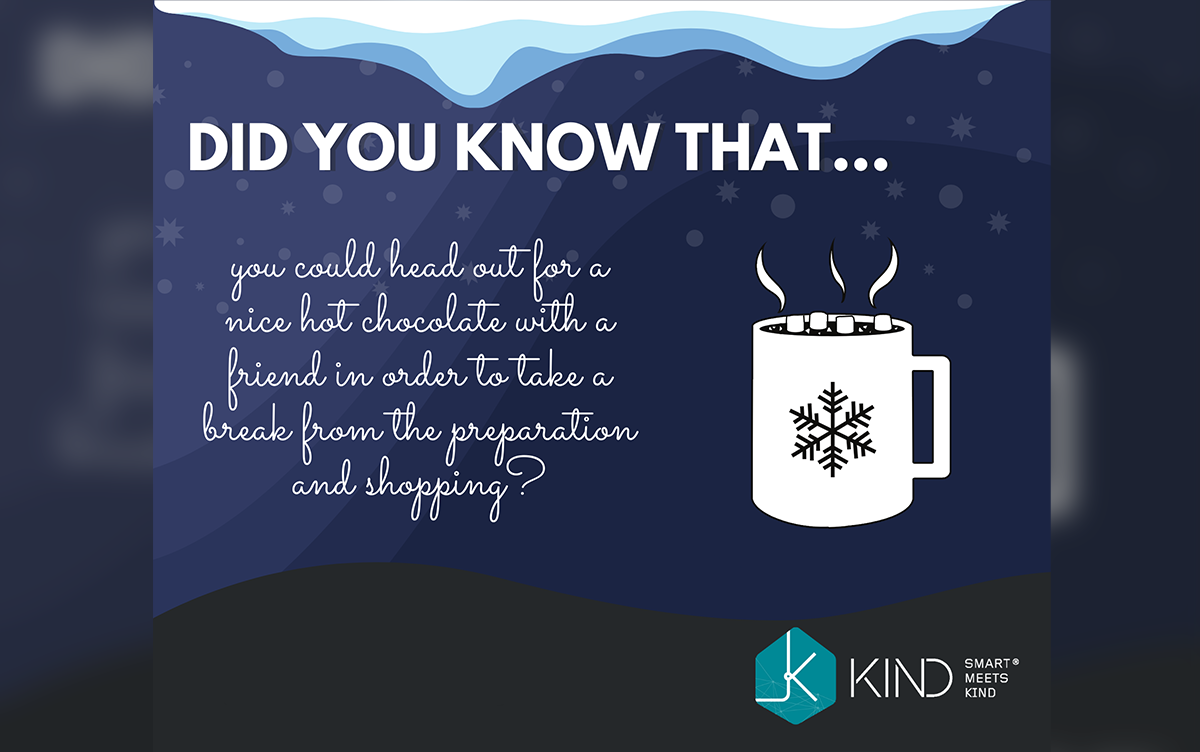 DID YOU KNOW THAT...
you could head out for a
nice hot chocolate with a
friend in order to take a
break from the preparation
and shopping?
KIND
SMART®
MEETS
KIND